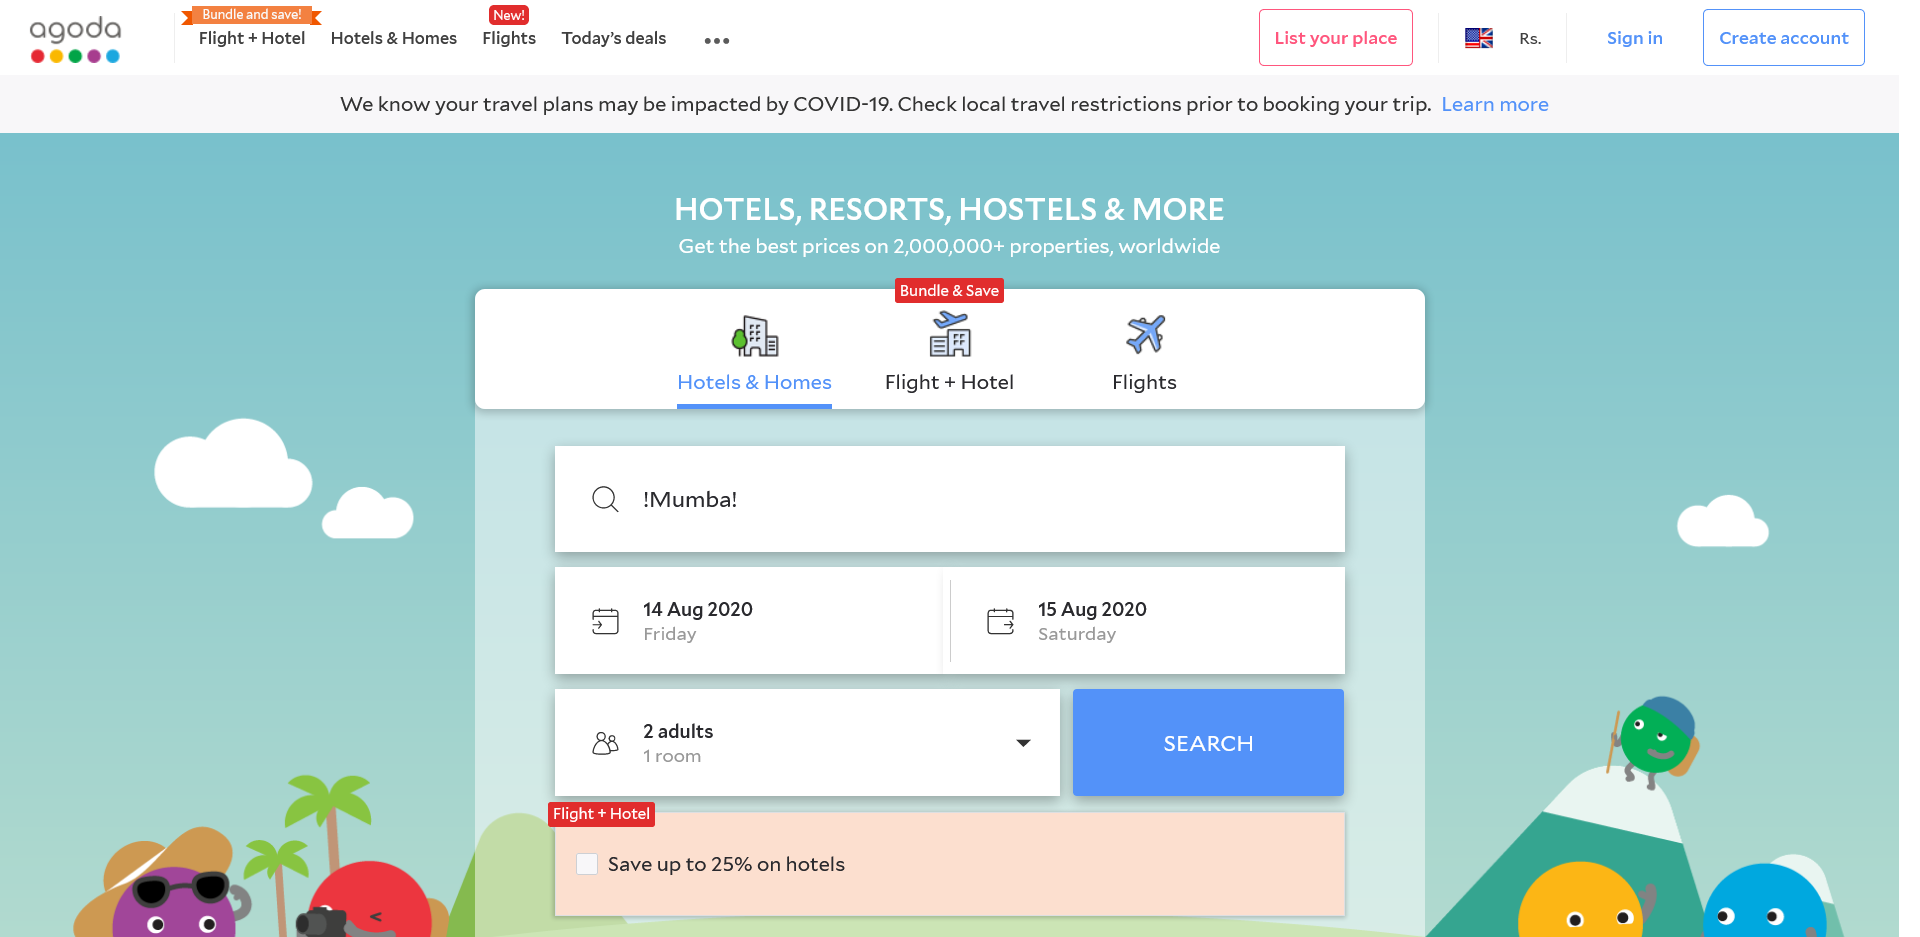 agoda
Bundle and save!
Flight + Hotel
Hotels & Homes
New!
Flights
Today's deals
List your place
Rs.
Sign in
Create account
We know your travel plans may be impacted by COVID-19. Check local travel restrictions prior to booking your trip. Learn more
HOTELS, RESORTS, HOSTELS & MORE
Get the best prices on 2,000,000+ properties, worldwide
Bundle & Save
Hotels & Homes
Flight + Hotel
Flights
!Mumba!
14 Aug 2020
Friday
15 Aug 2020
Saturday
2 adults
1 room
SEARCH
Flight + Hotel
Save up to 25% on hotels